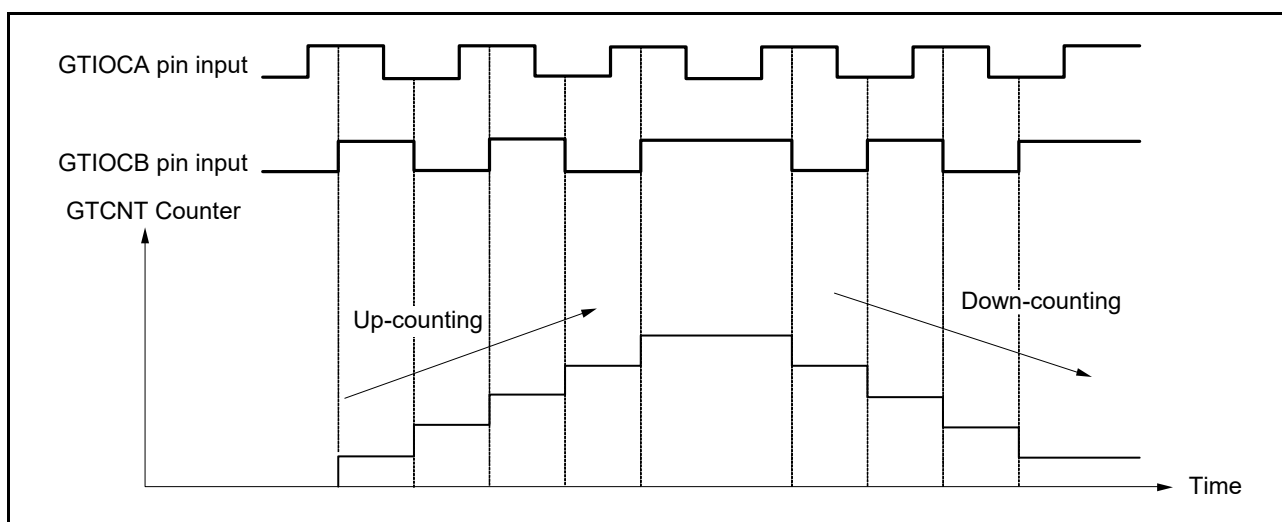 GTIOCA pin input
GTIOCB pin input
GTCNT Counter
Up-counting
Down-counting
Time